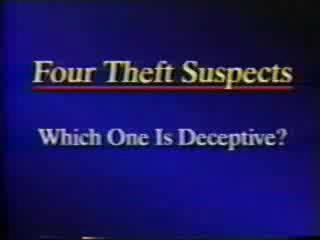 Four Theft Suspects
Which One Is Deceptive?